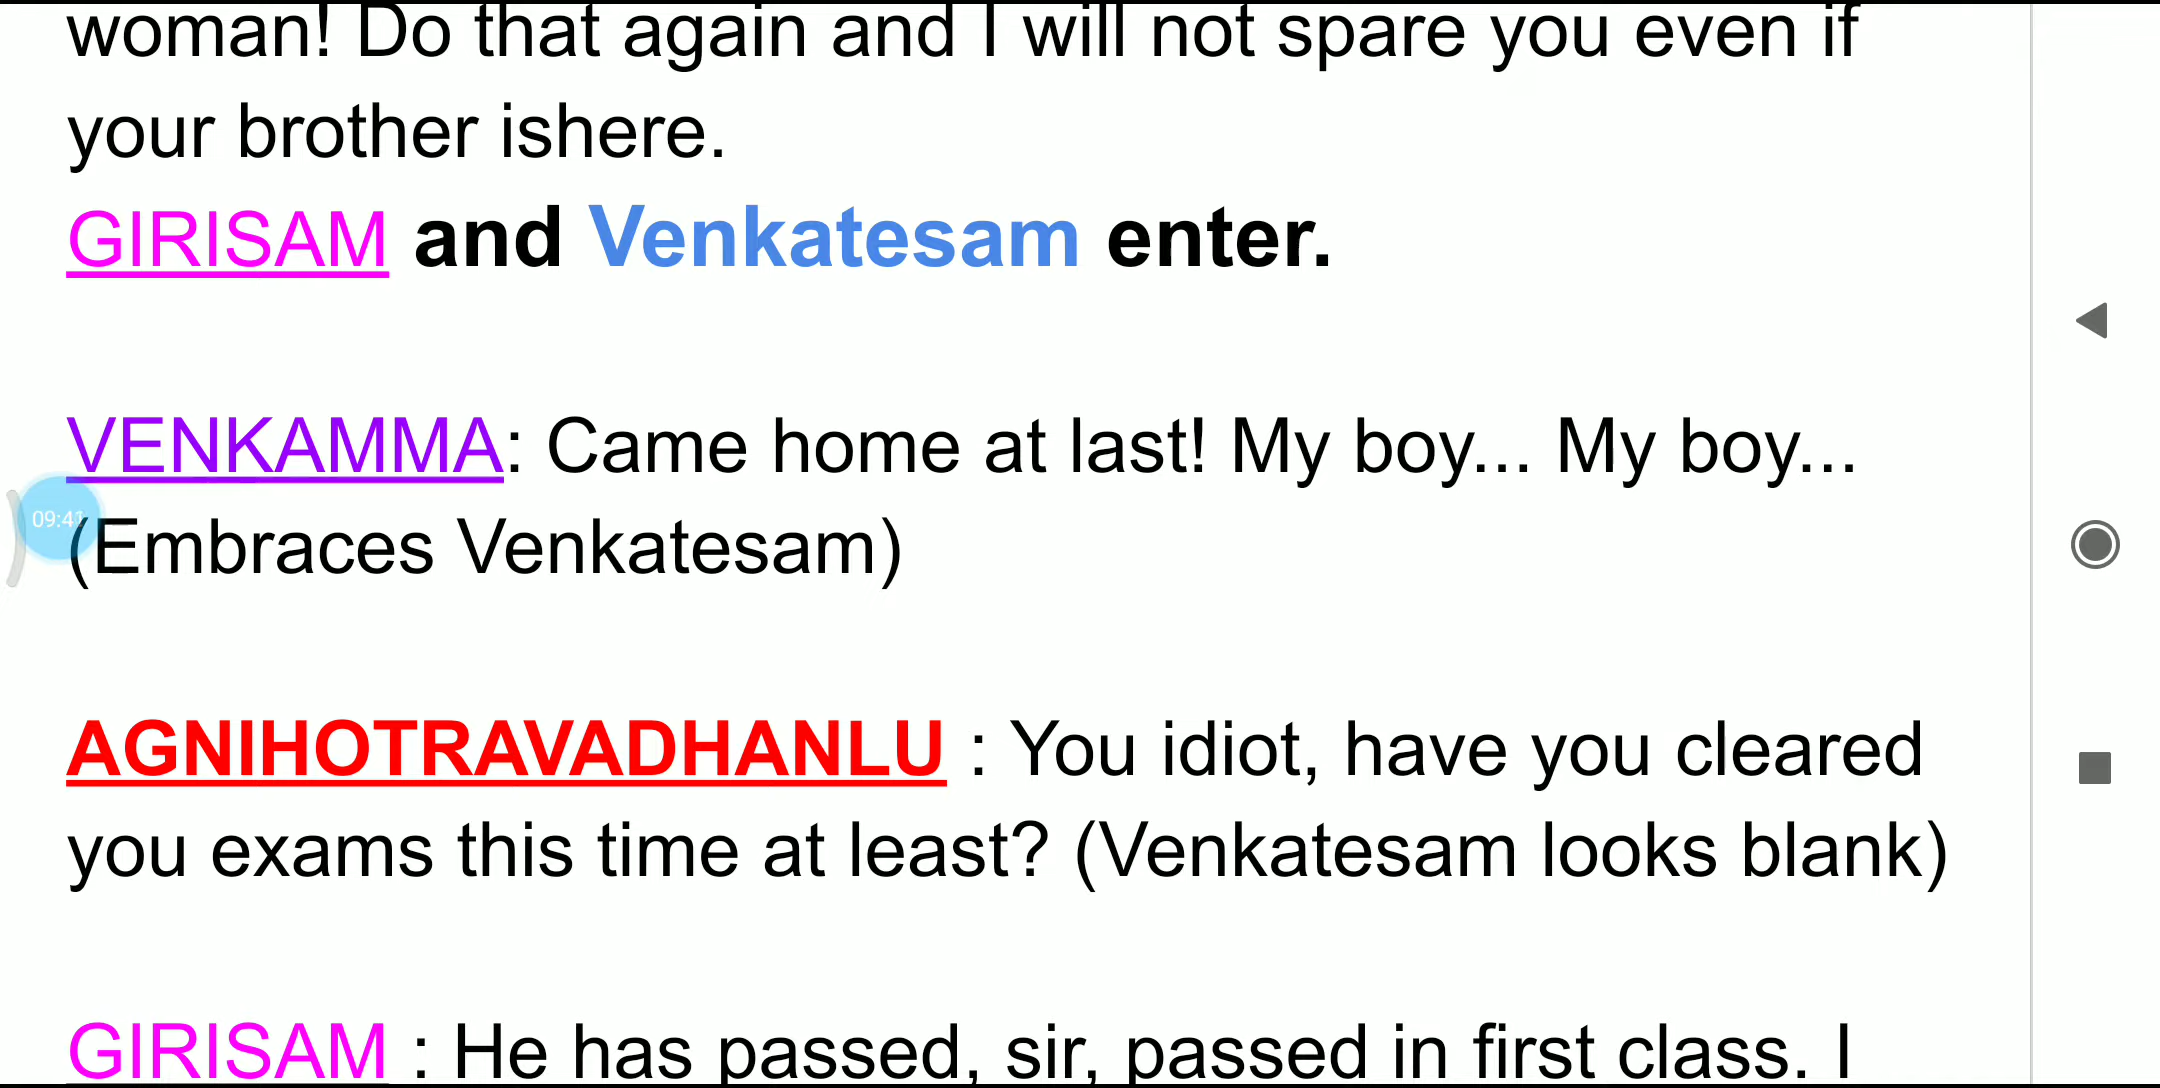 woman! Do that again and I will not spare you even if
your brother ishere.
GIRISAM and Venkatesam enter.
VENKAMMA: Came home at last! My boy... My boy...
09:41
(Embraces Venkatesam)
AGNIHOTRAVADHANLU : You idiot, have you cleared
you exams this time at least? (Venkatesam looks blank)
GIRISAM : He has passed, sir, passed in first class. I